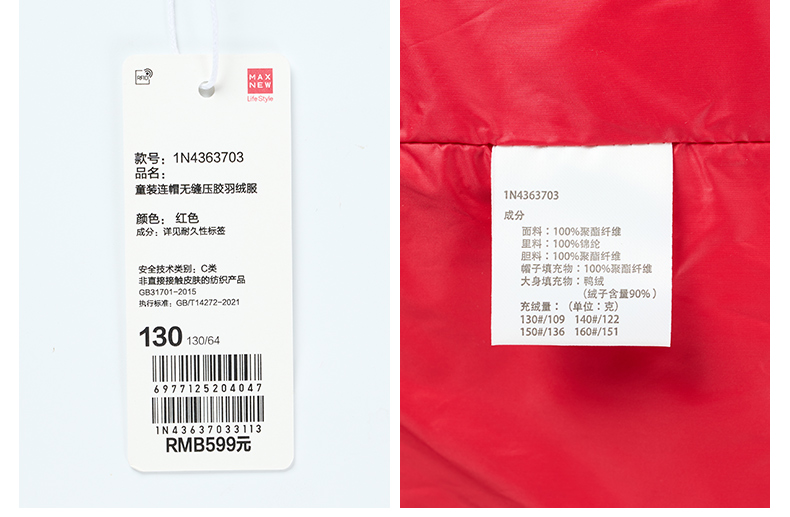 RFID
MAX
NEW
LifeStyle
款号：1N4363703
品名：
童装连帽无缝压胶羽绒服
颜色： 红色
成分：详见耐久性标签
安全技术类别：C类
非直接接触皮肤的纺织产品
GB31701-2015
执行标准：GB/T14272-2021
130 130/64
6977125204047
1N43637033113
RMB599元
1N4363703
成分
面料：100%聚酯纤维
里料：100%锦纶
胆料：100%聚酯纤维
帽子填充物：100%聚酯纤维
大身填充物：鸭绒
（绒子含量90%）
充绒量：（单位：克）
130#/109 140#/122
150#/136 160#/151